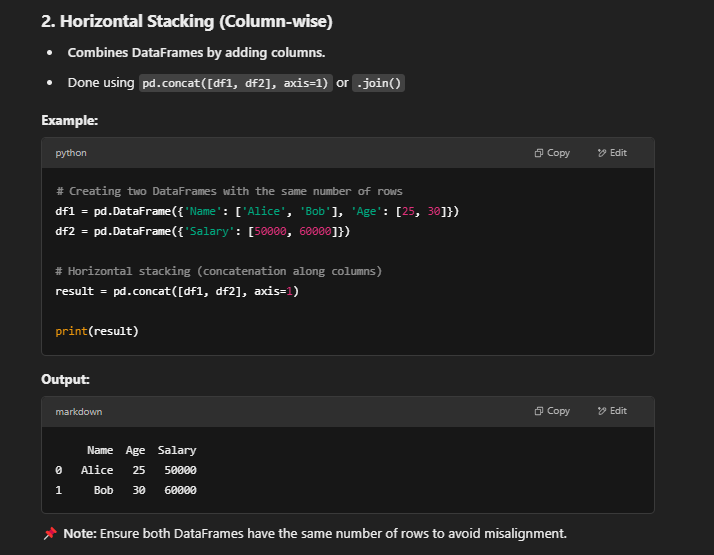 2. Horizontal Stacking (Column-wise)
• Combines DataFrames by adding columns.
• Done using pd.concat([df1, df2], axis=1) or .join()
Example:
python Copy Edit
# Creating two DataFrames with the same number of rows
df1 = pd.DataFrame({'Name': ['Alice', 'Bob'], 'Age': [25, 30]})
df2 = pd.DataFrame({'Salary': [50000, 60000]})
# Horizontal stacking (concatenation along columns)
result = pd.concat([df1, df2], axis=1)
print(result)
Output:
markdown Copy Edit
Name Age Salary
0 Alice 25 50000
1 Bob 30 60000
📌 Note: Ensure both DataFrames have the same number of rows to avoid misalignment.